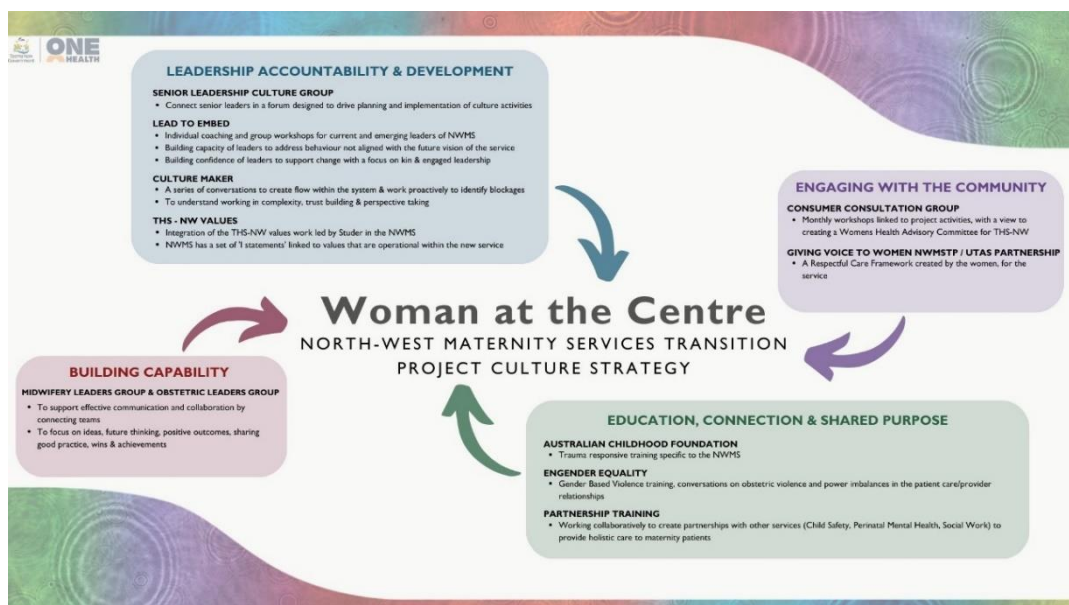 Tasmanian
Government
ONE
HEALTH
LEADERSHIP ACCOUNTABILITY & DEVELOPMENT
SENIOR LEADERSHIP CULTURE GROUP
• Connect senior leaders in a forum designed to drive planning and implementation of culture activities
LEAD TO EMBED
• Individual coaching and group workshops for current and emerging leaders of NWMS
• Building capacity of leaders to address behaviour not aligned with the future vision of the service
• Building confidence of leaders to support change with a focus on kin & engaged leadership
CULTURE MAKER
• A series of conversations to create flow within the system & work proactively to identify blockages
• To understand working in complexity, trust building & perspective taking
THS - NW VALUES
• Integration of the THS-NW values work led by Studer in the NWMS
• NWMS has a set of 'I statements' linked to values that are operational within the new service
ENGAGING WITH THE COMMUNITY
CONSUMER CONSULTATION GROUP
• Monthly workshops linked to project activities, with a view to
creating a Womens Health Advisory Committee for THS-NW
GIVING VOICE TO WOMEN NWMSTP / UTAS PARTNERSHIP
• A Respectful Care Framework created by the women, for the
service
Woman at the Centre
NORTH-WEST MATERNITY SERVICES TRANSITION
PROJECT CULTURE STRATEGY
BUILDING CAPABILITY
MIDWIFERY LEADERS GROUP & OBSTETRIC LEADERS GROUP
• To support effective communication and collaboration by
connecting teams
• To focus on ideas, future thinking, positive outcomes, sharing
good practice, wins & achievements
EDUCATION, CONNECTION & SHARED PURPOSE
AUSTRALIAN CHILDHOOD FOUNDATION
• Trauma responsive training specific to the NWMS
ENGENDER EQUALITY
• Gender Based Violence training, conversations on obstetric violence and power imbalances in the patient care/provider
relationships
PARTNERSHIP TRAINING
• Working collaboratively to create partnerships with other services (Child Safety, Perinatal Mental Health, Social Work) to
provide holistic care to maternity patients